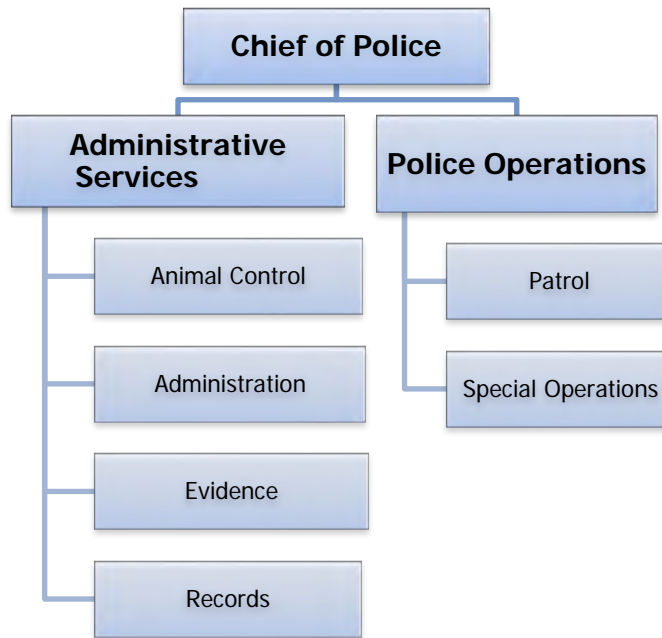 Chief of Police
Administrative
Services
Police Operations
Animal Control
Administration
Evidence
Records
Patrol
Special Operations